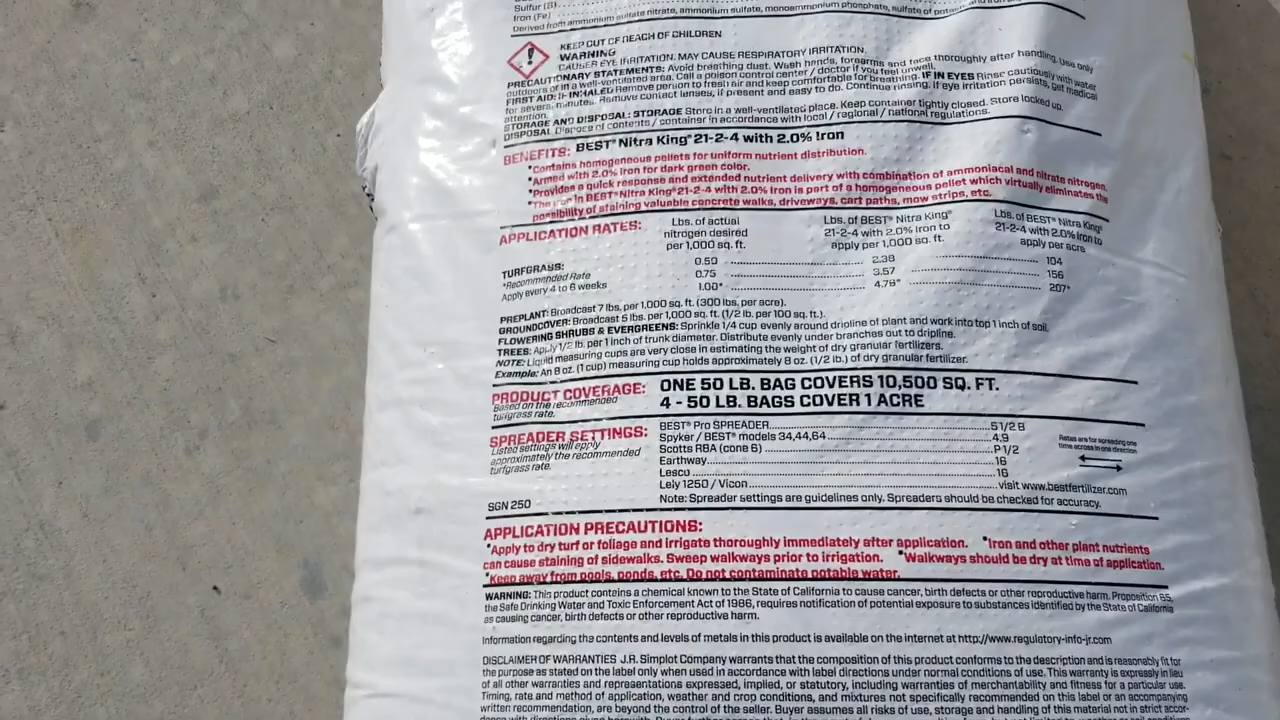 Sulfur (S)
Iron (Fe)
Derived from ammonium sulfate nitrate, ammonium sulfate, monoammonium phosphate, sulfate of
KEEP OUT OF REACH OF CHILDREN
WARNING
CAUSES EYE IRRITATION. MAY CAUSE RESPIRATORY IRRITATION.
PRECAUTIONARY STATEMENTS: Avoid breathing dust. Wash hands, forearms and face thoroughly after handling. Use only
outdoors or in a well-ventilated area. Call a poison control center / doctor if you feel unwell.
FIRST AID: IF INHALED Remove person to fresh air and keep comfortable for breathing. IF IN EYES Rinse cautiously with water
for several minutes. Remove contact lenses, if present and easy to do. Continue rinsing. If eye irritation persists, get medical
attention.
STORAGE AND DISPOSAL: STORAGE Store in a well-ventilated place. Keep container tightly closed. Store locked up.
DISPOSAL Dispose of contents / container in accordance with local / regional / national regulations.
BENEFITS: BEST® Nitra King® 21-2-4 with 2.0% Iron
*Contains homogeneous pellets for uniform nutrient distribution.
*Armed with 2.0% Iron for dark green color.
*Provides a quick response and extended nutrient delivery with combination of ammoniacal and nitrate nitrogen.
*The iron in BEST® Nitra King® 21-2-4 with 2.0% Iron is part of a homogeneous pellet which virtually eliminates the
possibility of staining valuable concrete walks, driveways, cart paths, mow strips, etc.
APPLICATION RATES:
Lbs. of actual
nitrogen desired
per 1,000 sq. ft.
Lbs. of BEST® Nitra King®
21-2-4 with 2.0% Iron to
apply per 1,000 sq. ft.
Lbs. of BEST® Nitra King®
21-2-4 with 2.0% Iron to
apply per acre
TURFGRASS:
*Recommended Rate
Apply every 4 to 6 weeks
0.50 ........ 2.38 ........ 104
0.75 ........ 3.57 ........ 156
1.00* ........ 4.76* ........ 207*
PREPLANT: Broadcast 7 lbs. per 1,000 sq. ft. (300 lbs. per acre).
GROUNDCOVER: Broadcast 5 lbs. per 1,000 sq. ft. (1/2 lb. per 100 sq. ft.).
FLOWERING SHRUBS & EVERGREENS: Sprinkle 1/4 cup evenly around dripline of plant and work into top 1 inch of soil.
TREES: Apply 1/2 lb. per 1 inch of trunk diameter. Distribute evenly under branches out to dripline.
NOTE: Liquid measuring cups are very close in estimating the weight of dry granular fertilizers.
Example: An 8 oz. (1 cup) measuring cup holds approximately 8 oz. (1/2 lb.) of dry granular fertilizer.
PRODUCT COVERAGE:
Based on the recommended
turfgrass rate.
ONE 50 LB. BAG COVERS 10,500 SQ. FT.
4 - 50 LB. BAGS COVER 1 ACRE
SPREADER SETTINGS:
Listed settings will apply
approximately the recommended
turfgrass rate.
BEST® Pro SPREADER........5 1/2 B
Spyker / BEST® models 34,44,64........4.9
Scotts RBA (cone 6)........P 1/2
Earthway........16
Lesco........16
Lely 1250 / Vicon........visit www.bestfertilizer.com
Note: Spreader settings are guidelines only. Spreaders should be checked for accuracy.
Rates are for spreading one
time across in one direction
SGN 250
APPLICATION PRECAUTIONS:
*Apply to dry turf or foliage and irrigate thoroughly immediately after application. *Iron and other plant nutrients
can cause staining of sidewalks. Sweep walkways prior to irrigation. *Walkways should be dry at time of application.
*Keep away from pools, ponds, etc. Do not contaminate potable water.
WARNING: This product contains a chemical known to the State of California to cause cancer, birth defects or other reproductive harm. Proposition 65,
the Safe Drinking Water and Toxic Enforcement Act of 1986, requires notification of potential exposure to substances identified by the State of California
as causing cancer, birth defects or other reproductive harm.
Information regarding the contents and levels of metals in this product is available on the internet at http://www.regulatory-info-jr.com
DISCLAIMER OF WARRANTIES J.R. Simplot Company warrants that the composition of this product conforms to the description and is reasonably fit for
the purpose as stated on the label only when used in accordance with label directions under normal conditions of use. This warranty is expressly in lieu
of all other warranties and representations expressed, implied, or statutory, including warranties of merchantability and fitness for a particular use.
Timing, rate and method of application, weather and crop conditions, and mixtures not specifically recommended on this label or an accompanying
written recommendation, are beyond the control of the seller. Buyer assumes all risks of use, storage and handling of this material not in strict accor-